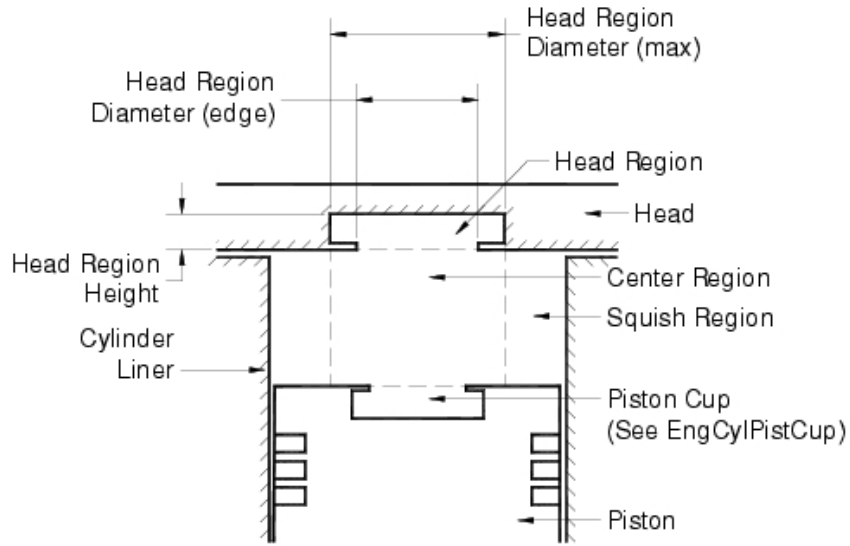 Head Region
Diameter (max)
Head Region
Diameter (edge)
Head Region
Head
Head Region
Height
Center Region
Squish Region
Cylinder
Liner
Piston Cup
(See EngCylPistCup)
Piston